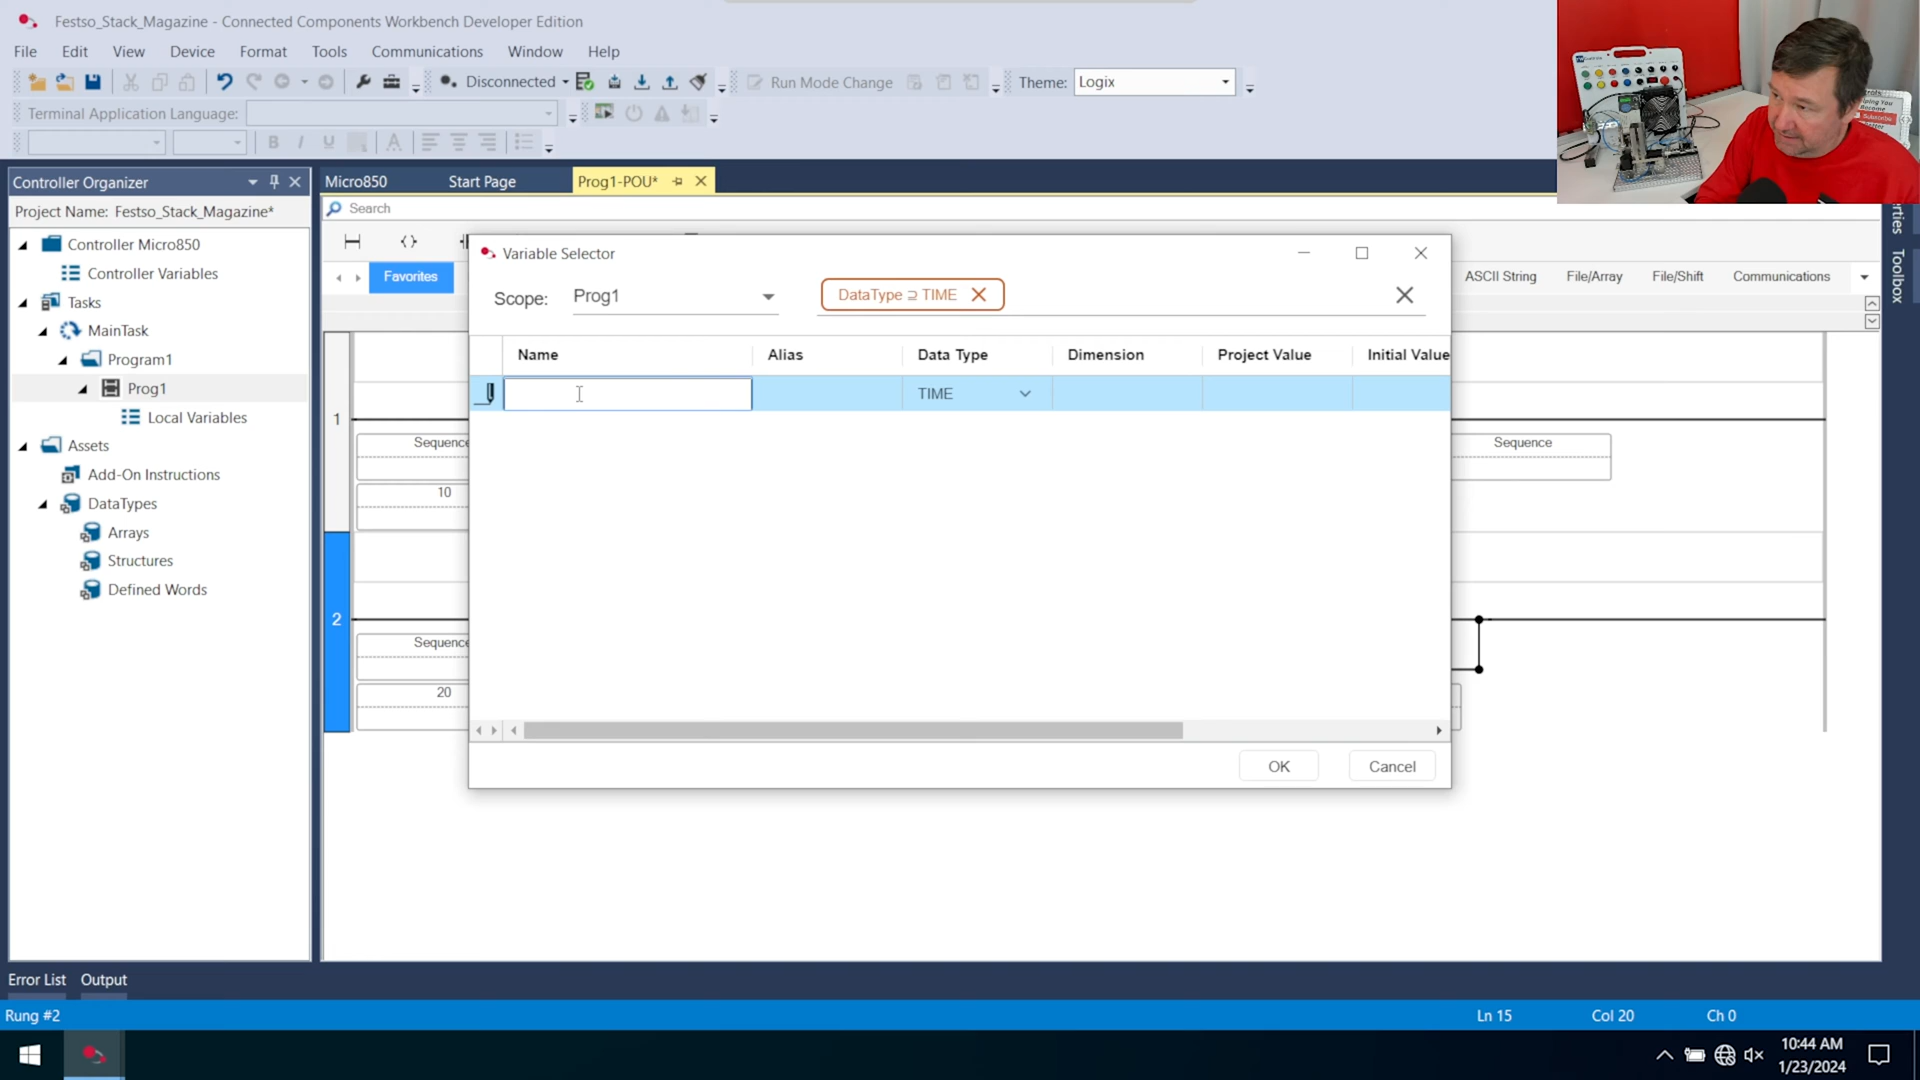 Festso_Stack_Magazine - Connected Components Workbench Developer Edition
File Edit View Device Format Tools Communications Window Help
Disconnected Run Mode Change Theme: Logix
Terminal Application Language:
B I U A
Controller Organizer
Micro850 Start Page Prog1-POU*
Project Name: Festso_Stack_Magazine*
Search
Controller Micro850
Controller Variables
Tasks
MainTask
Program1
Prog1
Local Variables
Assets
Add-On Instructions
DataTypes
Arrays
Structures
Defined Words
Favorites
ASCII String File/Array File/Shift Communications
Variable Selector
Scope: Prog1 DataType ⊇ TIME
Name Alias Data Type Dimension Project Value Initial Value
TIME
1
Sequence Sequence
10
2
Sequence
20
OK Cancel
Toolbox
Helping You
Become
Subscribe
Error List Output
Rung #2 Ln 15 Col 20 Ch 0
10:44 AM
1/23/2024